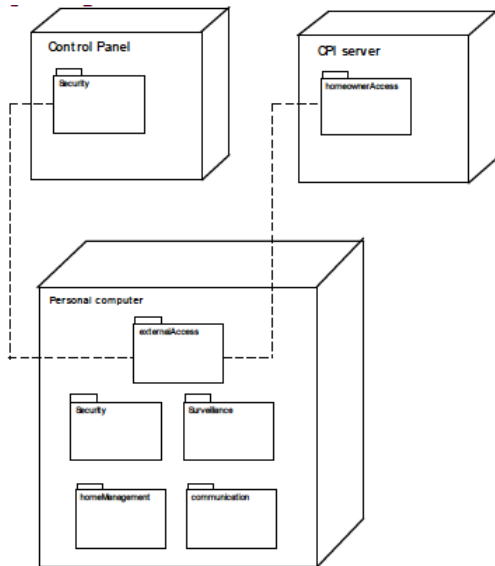 Control Panel
Security
CPI server
homeownerAccess
Personal computer
externalAccess
Security
Surveillance
homeManagement
communication